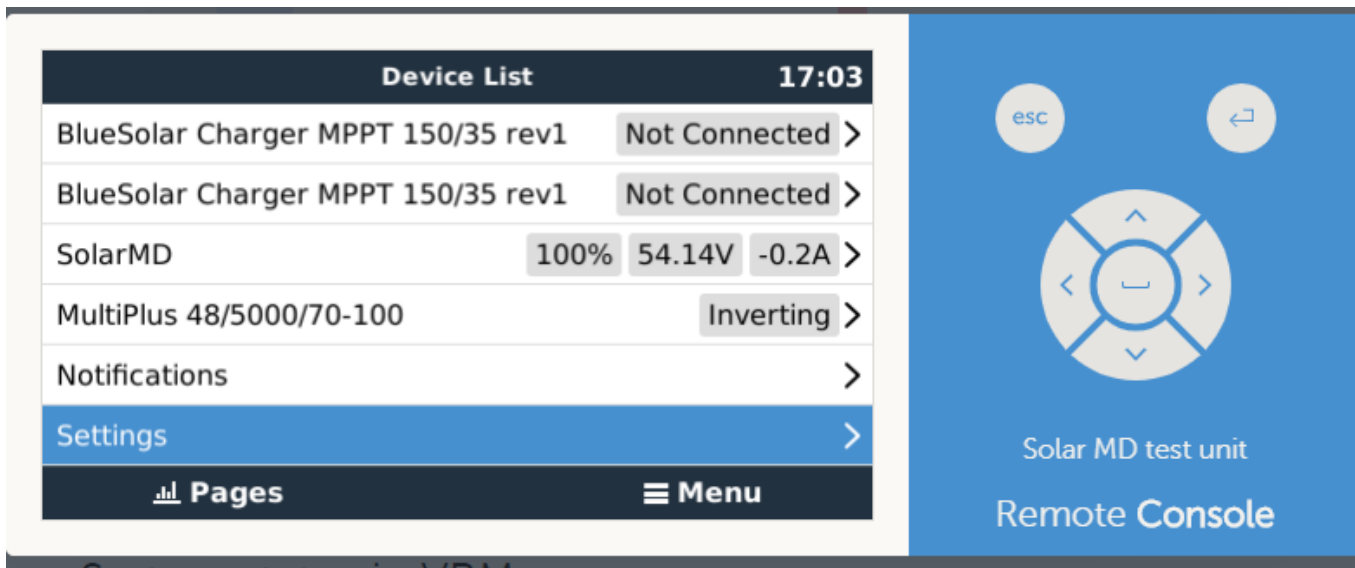 Device List 17:03
BlueSolar Charger MPPT 150/35 rev1 Not Connected
BlueSolar Charger MPPT 150/35 rev1 Not Connected
SolarMD 100% 54.14V -0.2A
MultiPlus 48/5000/70-100 Inverting
Notifications
Settings
Pages Menu
esc
Solar MD test unit
Remote Console